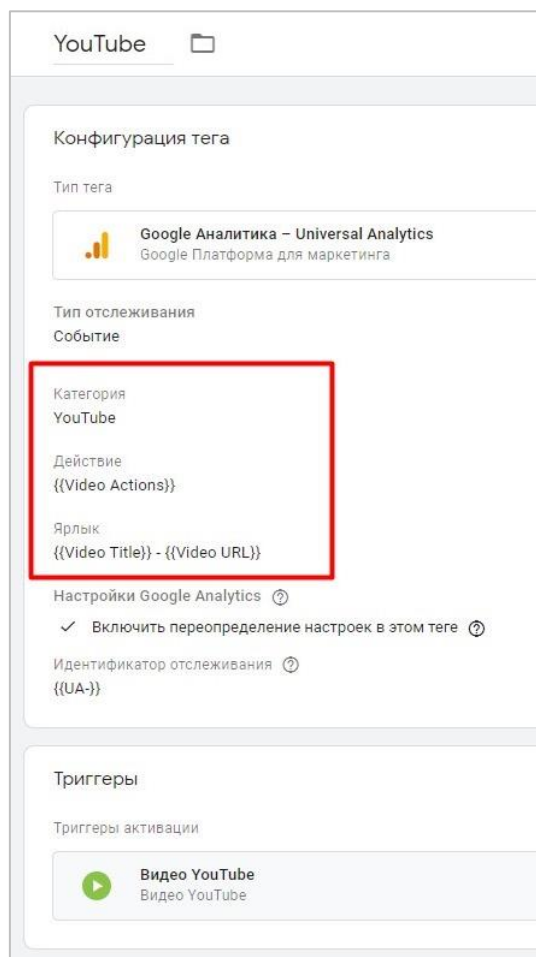 YouTube
Конфигурация тега
Тип тега
Google Аналитика – Universal Analytics
Google Платформа для маркетинга
Тип отслеживания
Событие
Категория
YouTube
Действие
{{Video Actions}}
Ярлык
{{Video Title}} - {{Video URL}}
Настройки Google Analytics
Включить переопределение настроек в этом теге
Идентификатор отслеживания
{{UA-}}
Триггеры
Триггеры активации
Видео YouTube
Видео YouTube